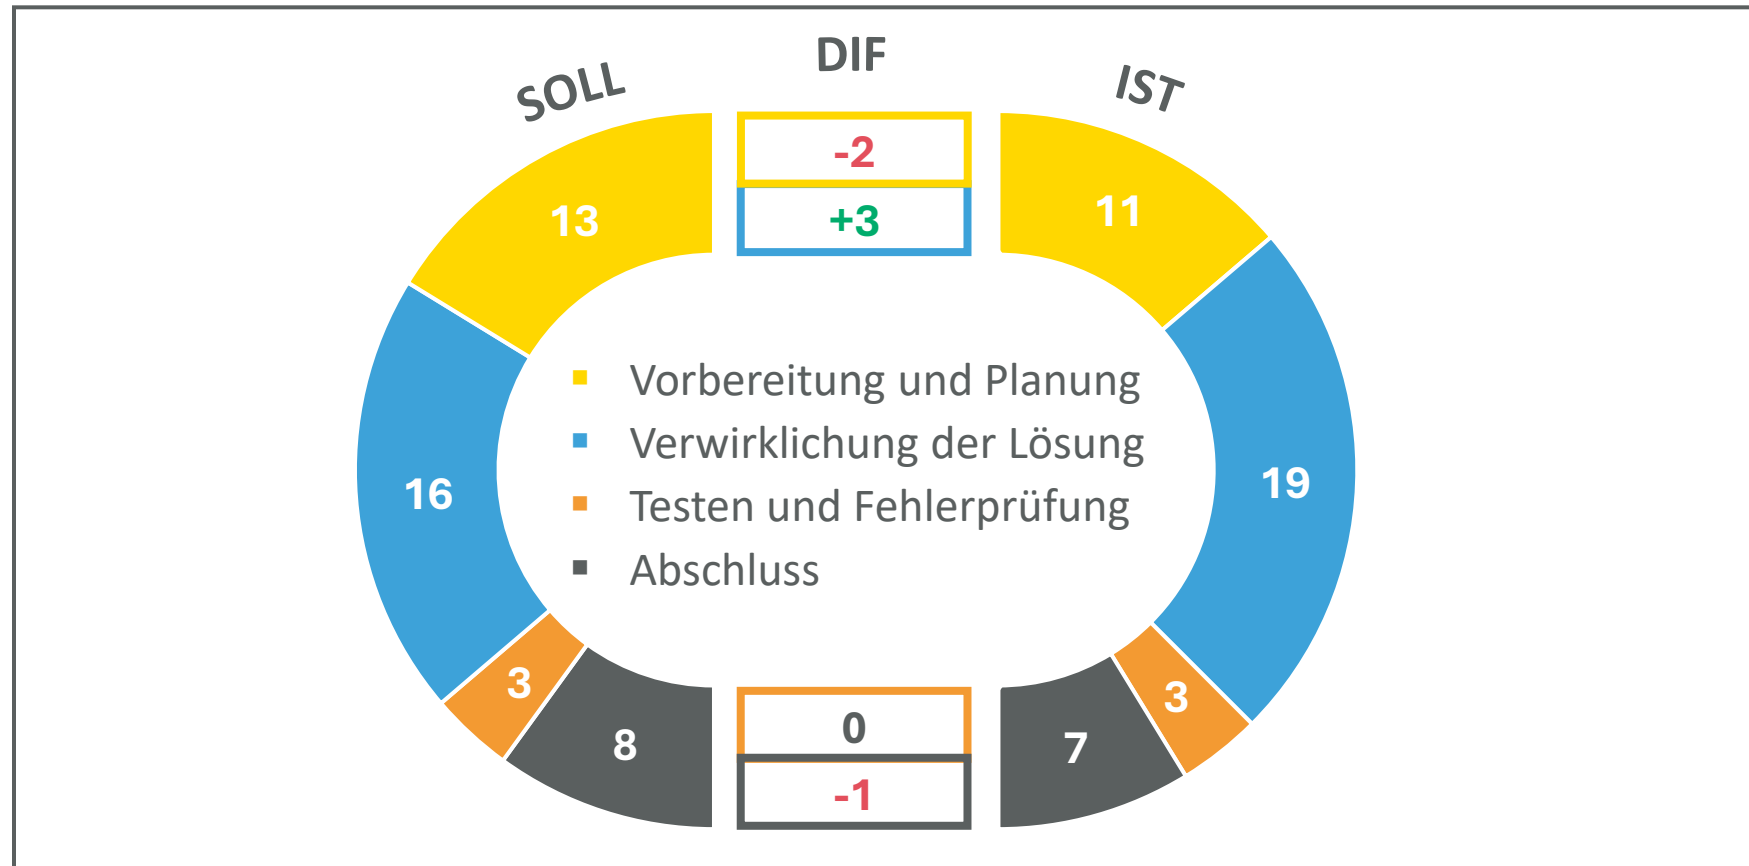 SOLL
DIF
IST
-2
+3
13
11
16
19
▪ Vorbereitung und Planung
▪ Verwirklichung der Lösung
▪ Testen und Fehlerprüfung
▪ Abschluss
3
3
8
7
0
-1